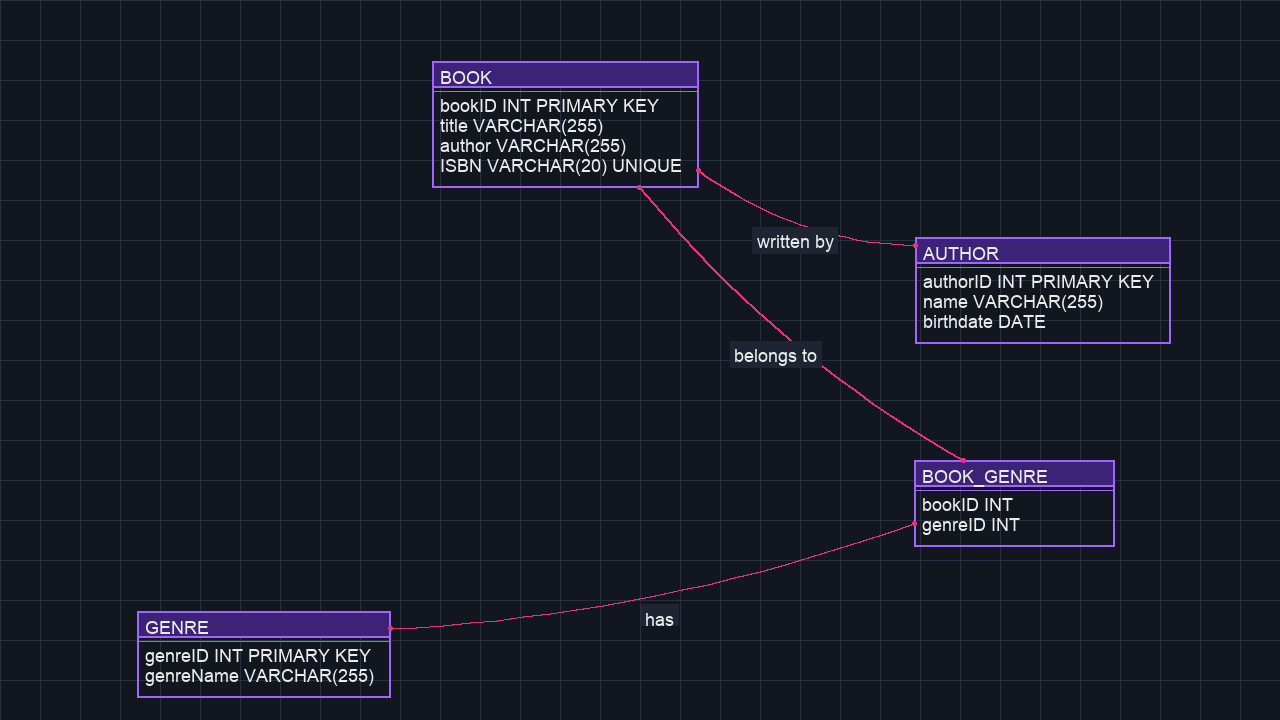 BOOK
bookID INT PRIMARY KEY
title VARCHAR(255)
author VARCHAR(255)
ISBN VARCHAR(20) UNIQUE
written by
AUTHOR
authorID INT PRIMARY KEY
name VARCHAR(255)
birthdate DATE
belongs to
BOOK_GENRE
bookID INT
genreID INT
has
GENRE
genreID INT PRIMARY KEY
genreName VARCHAR(255)